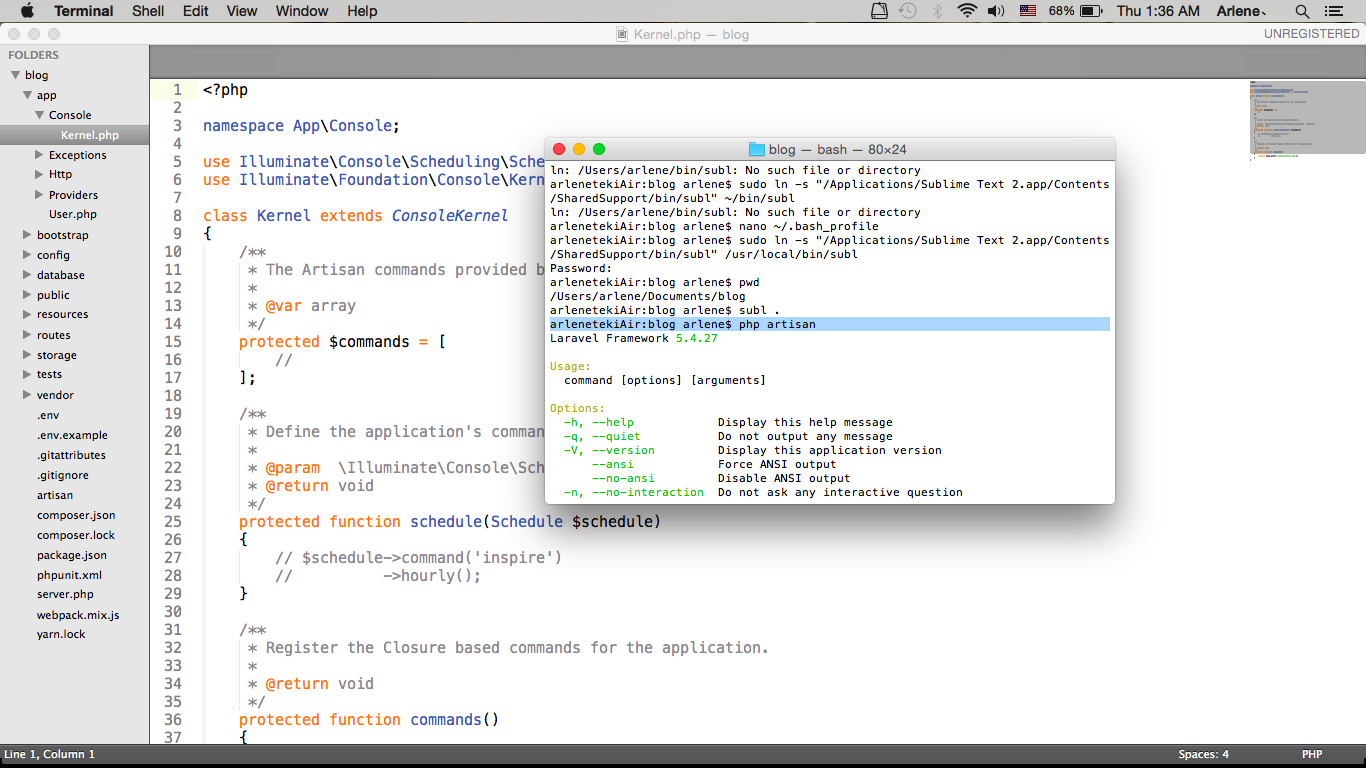 Terminal Shell Edit View Window Help 68% Thu 1:36 AM Arlene
Kernel.php — blog UNREGISTERED
FOLDERS
blog
app
Console
Kernel.php
Exceptions
Http
Providers
User.php
bootstrap
config
database
public
resources
routes
storage
tests
vendor
.env
.env.example
.gitattributes
.gitignore
artisan
composer.json
composer.lock
package.json
phpunit.xml
server.php
webpack.mix.js
yarn.lock
1 <?php
2
3 namespace App\Console;
4
5 use Illuminate\Console\Scheduling\Sche
6 use Illuminate\Foundation\Console\Kern
7
8 class Kernel extends ConsoleKernel
9 {
10 /**
11 * The Artisan commands provided b
12 *
13 * @var array
14 */
15 protected $commands = [
16 //
17 ];
18
19 /**
20 * Define the application's comman
21 *
22 * @param \Illuminate\Console\Sch
23 * @return void
24 */
25 protected function schedule(Schedule $schedule)
26 {
27 // $schedule->command('inspire')
28 // ->hourly();
29 }
30
31 /**
32 * Register the Closure based commands for the application.
33 *
34 * @return void
35 */
36 protected function commands()
37 {
blog — bash — 80×24
ln: /Users/arlene/bin/subl: No such file or directory
arlenetekiAir:blog arlene$ sudo ln -s "/Applications/Sublime Text 2.app/Contents
/SharedSupport/bin/subl" ~/bin/subl
ln: /Users/arlene/bin/subl: No such file or directory
arlenetekiAir:blog arlene$ nano ~/.bash_profile
arlenetekiAir:blog arlene$ sudo ln -s "/Applications/Sublime Text 2.app/Contents
/SharedSupport/bin/subl" /usr/local/bin/subl
Password:
arlenetekiAir:blog arlene$ pwd
/Users/arlene/Documents/blog
arlenetekiAir:blog arlene$ subl .
arlenetekiAir:blog arlene$ php artisan
Laravel Framework 5.4.27
Usage:
command [options] [arguments]
Options:
-h, --help Display this help message
-q, --quiet Do not output any message
-V, --version Display this application version
--ansi Force ANSI output
--no-ansi Disable ANSI output
-n, --no-interaction Do not ask any interactive question
Line 1, Column 1 Spaces: 4 PHP